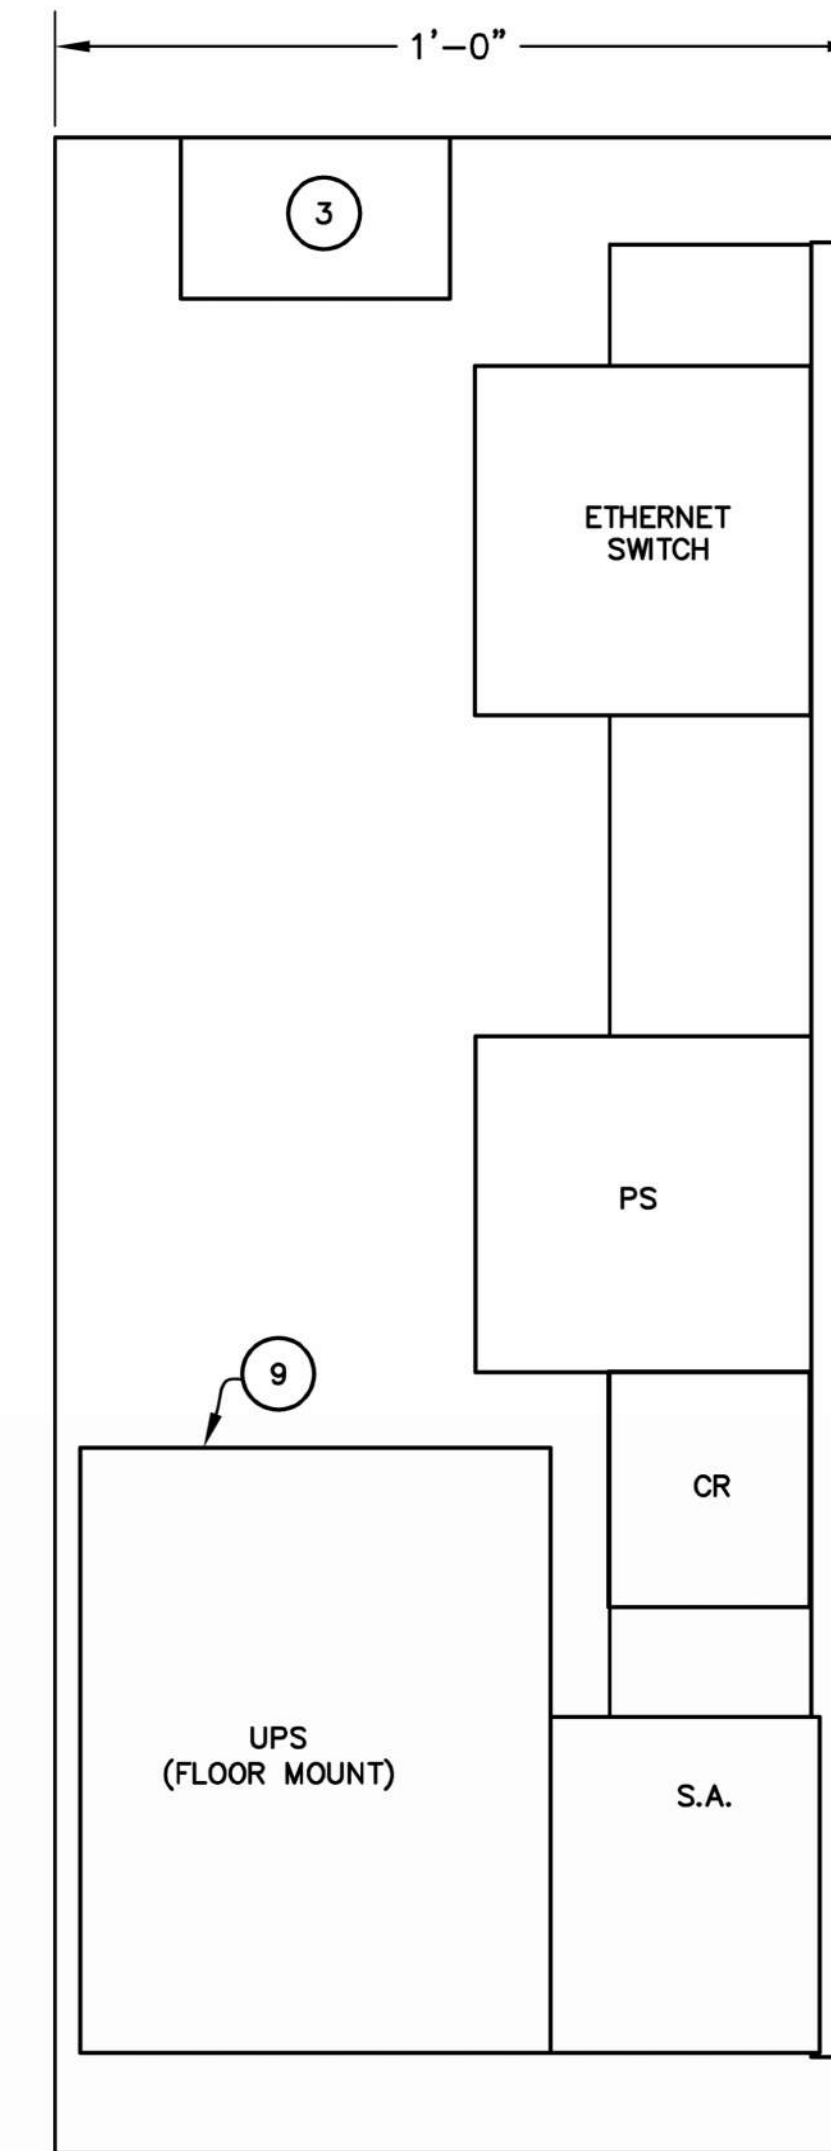 1'-0"
3
ETHERNET
SWITCH
PS
9
CR
UPS
(FLOOR MOUNT)
S.A.